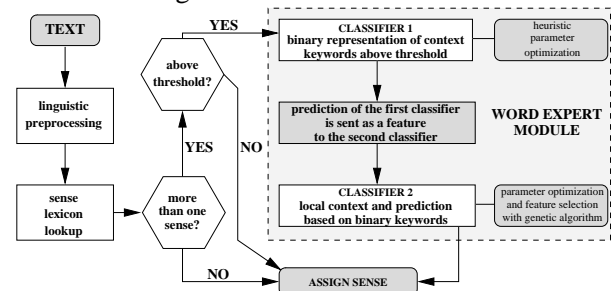 TEXT
linguistic
preprocessing
sense
lexicon
lookup
more
than one
sense?
YES
NO
above
threshold?
YES
NO
CLASSIFIER 1
binary representation of context
keywords above threshold
heuristic
parameter
optimization
prediction of the first classifier
is sent as a feature
to the second classifier
WORD EXPERT
MODULE
CLASSIFIER 2
local context and prediction
based on binary keywords
parameter optimization
and feature selection
with genetic algorithm
ASSIGN SENSE